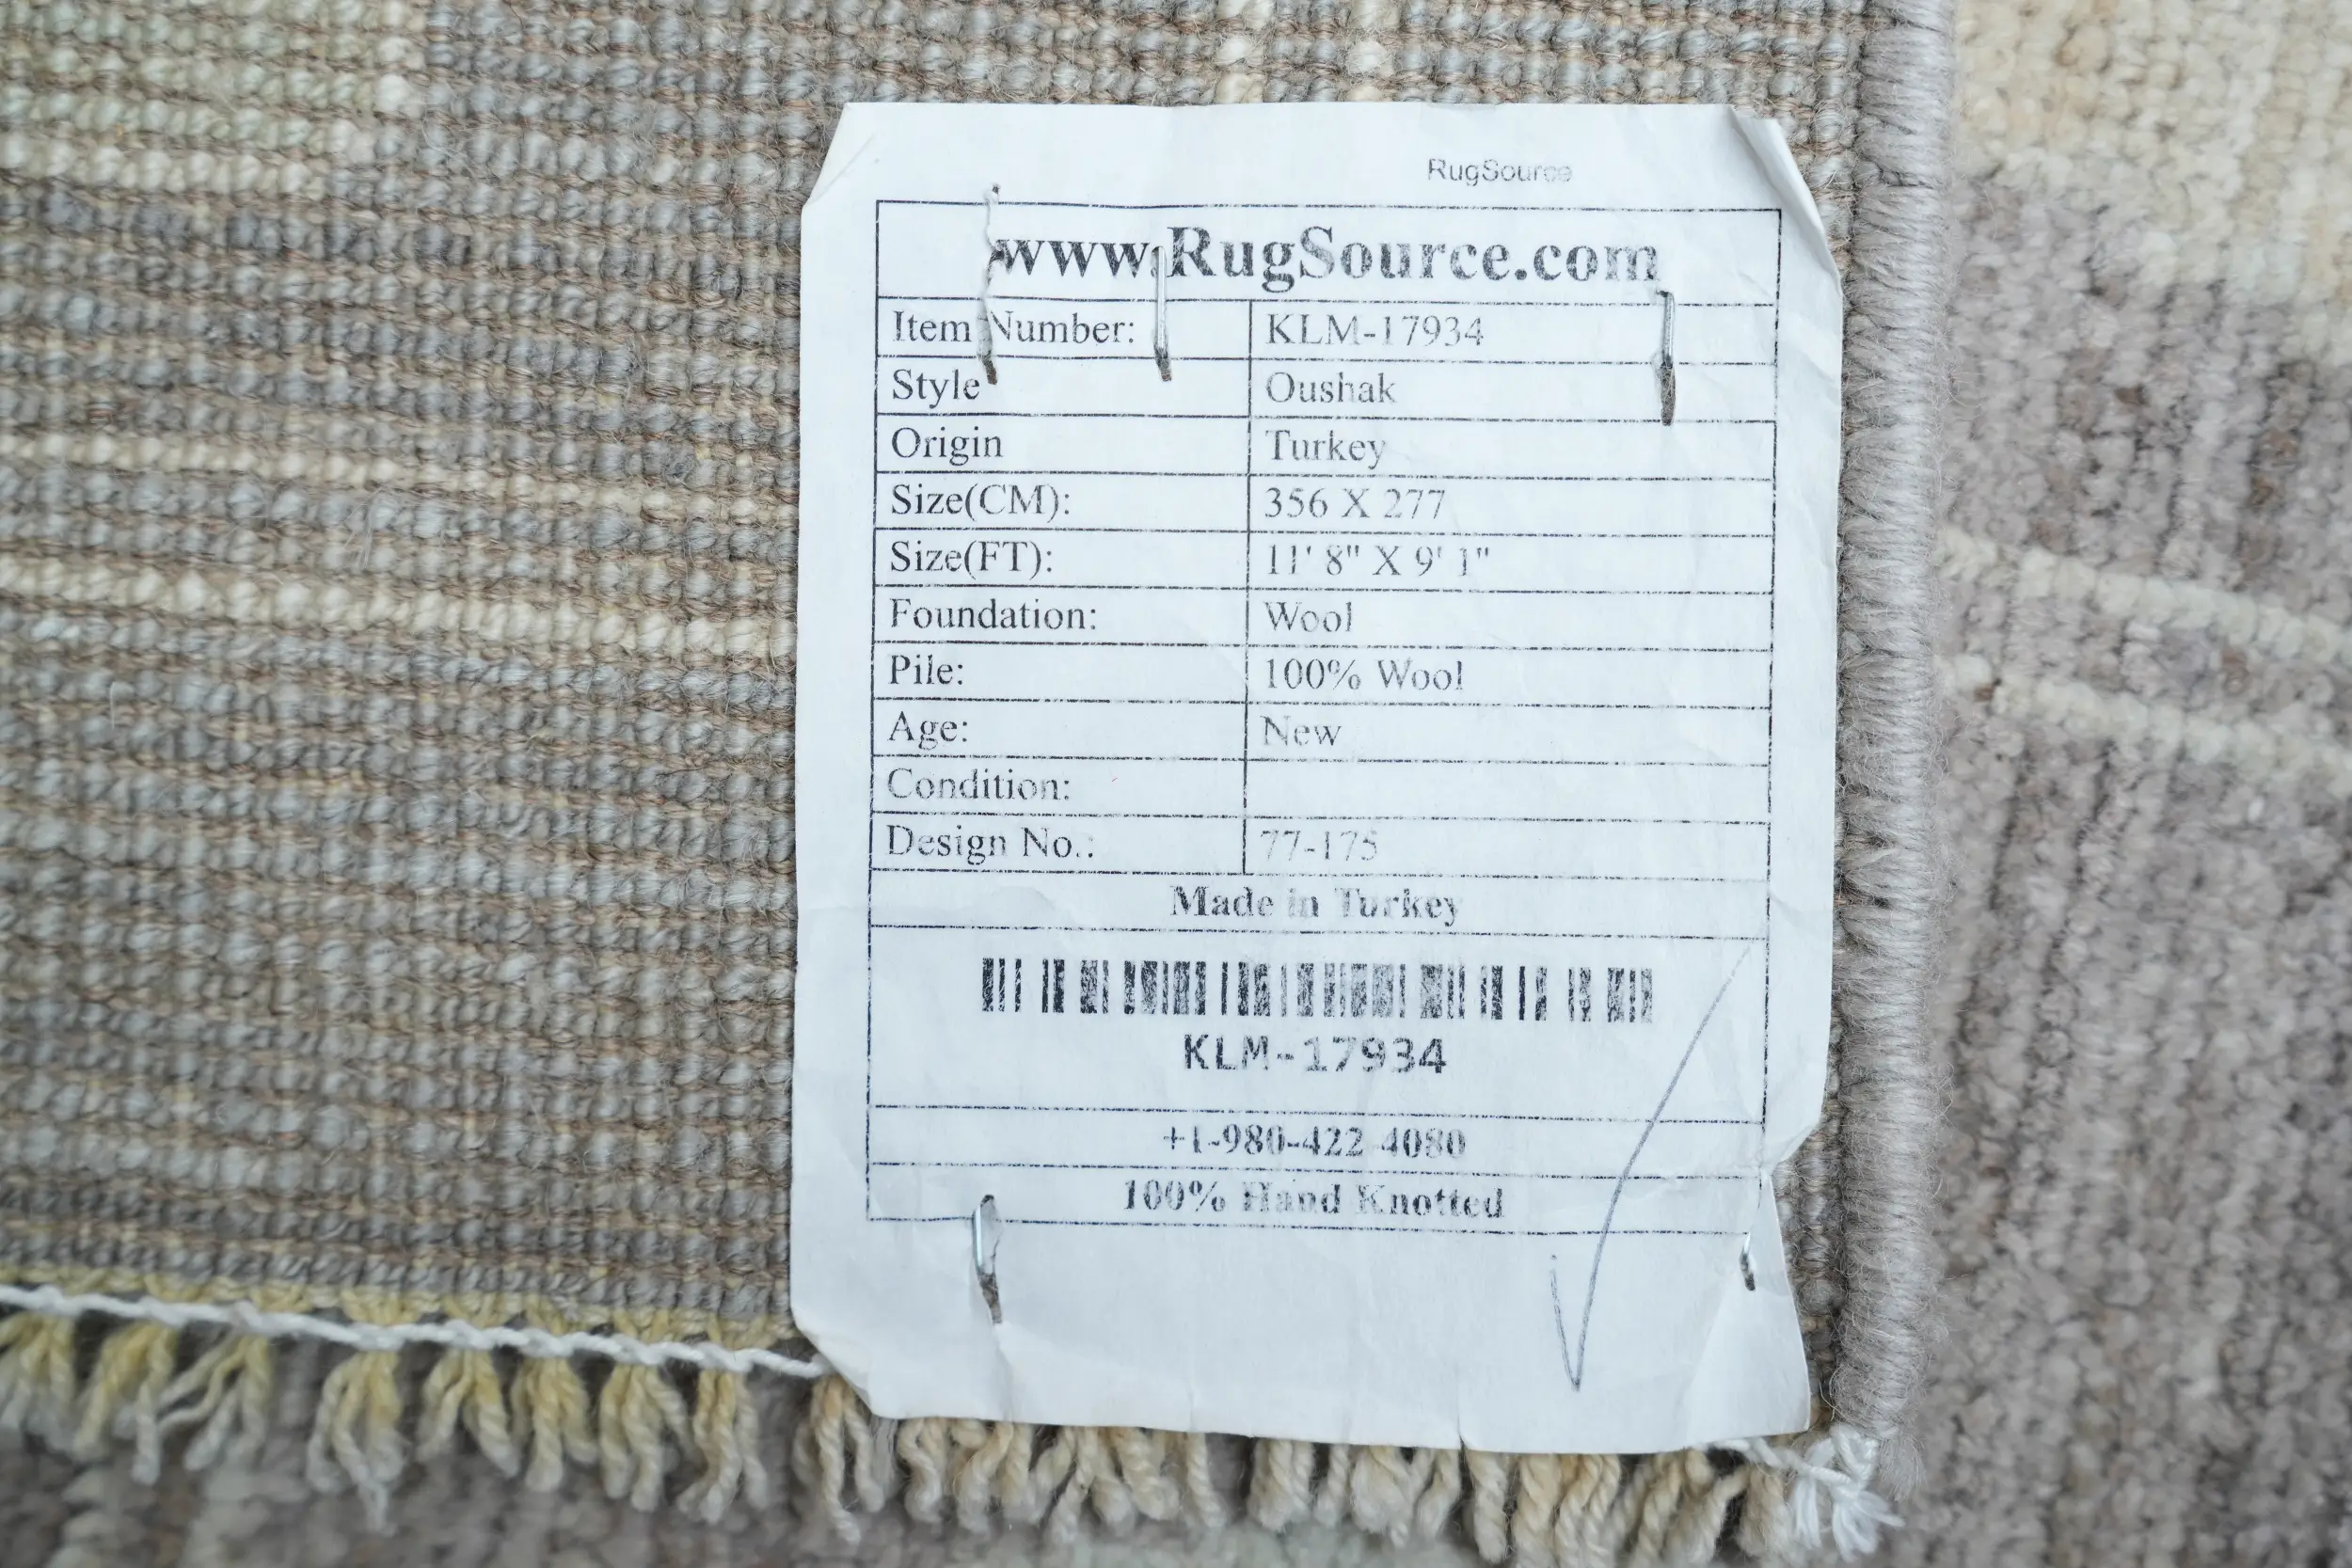 RugSource
www.RugSource.com
Item Number: KLM-17934
Style Oushak
Origin Turkey
Size(CM): 356 X 277
Size(FT): 11' 8" X 9' 1"
Foundation: Wool
Pile: 100% Wool
Age: New
Condition:
Design No.: 77-175
Made in Turkey
KLM-17934
+1-980-422-4080
100% Hand Knotted